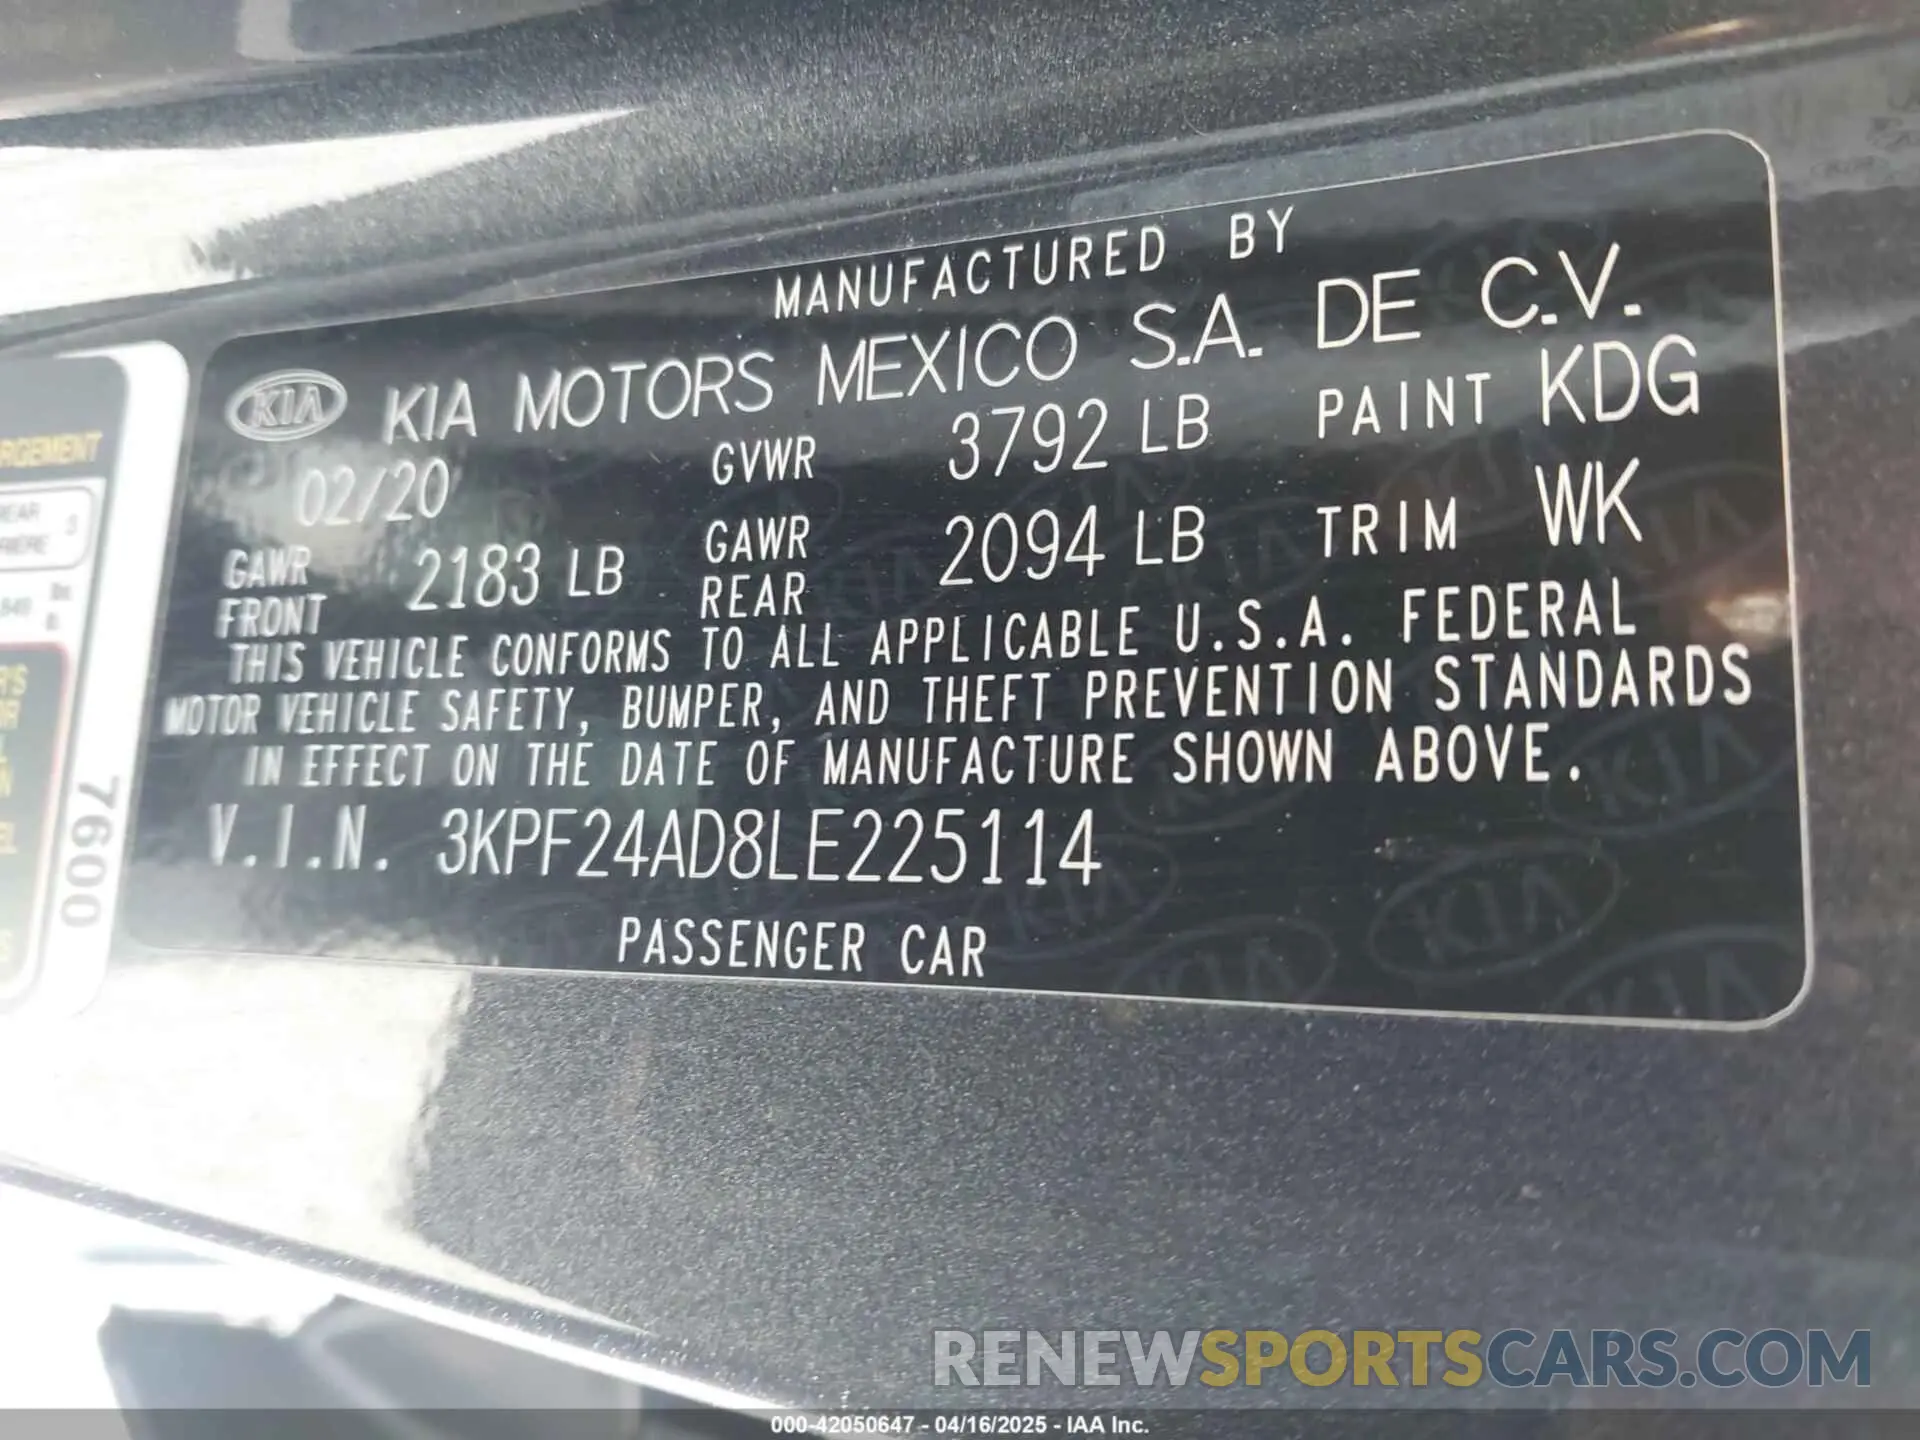 MANUFACTURED BY
KIA KIA MOTORS MEXICO S.A. DE C.V.
02/20 GVWR 3792 LB PAINT KDG
GAWR FRONT 2183 LB GAWR REAR 2094 LB TRIM WK
THIS VEHICLE CONFORMS TO ALL APPLICABLE U.S.A. FEDERAL
MOTOR VEHICLE SAFETY, BUMPER, AND THEFT PREVENTION STANDARDS
IN EFFECT ON THE DATE OF MANUFACTURE SHOWN ABOVE.
V.I.N. 3KPF24AD8LE225114
PASSENGER CAR
7600
RENEWSPORTSCARS.COM
000-42050647 - 04/16/2025 - IAA Inc.